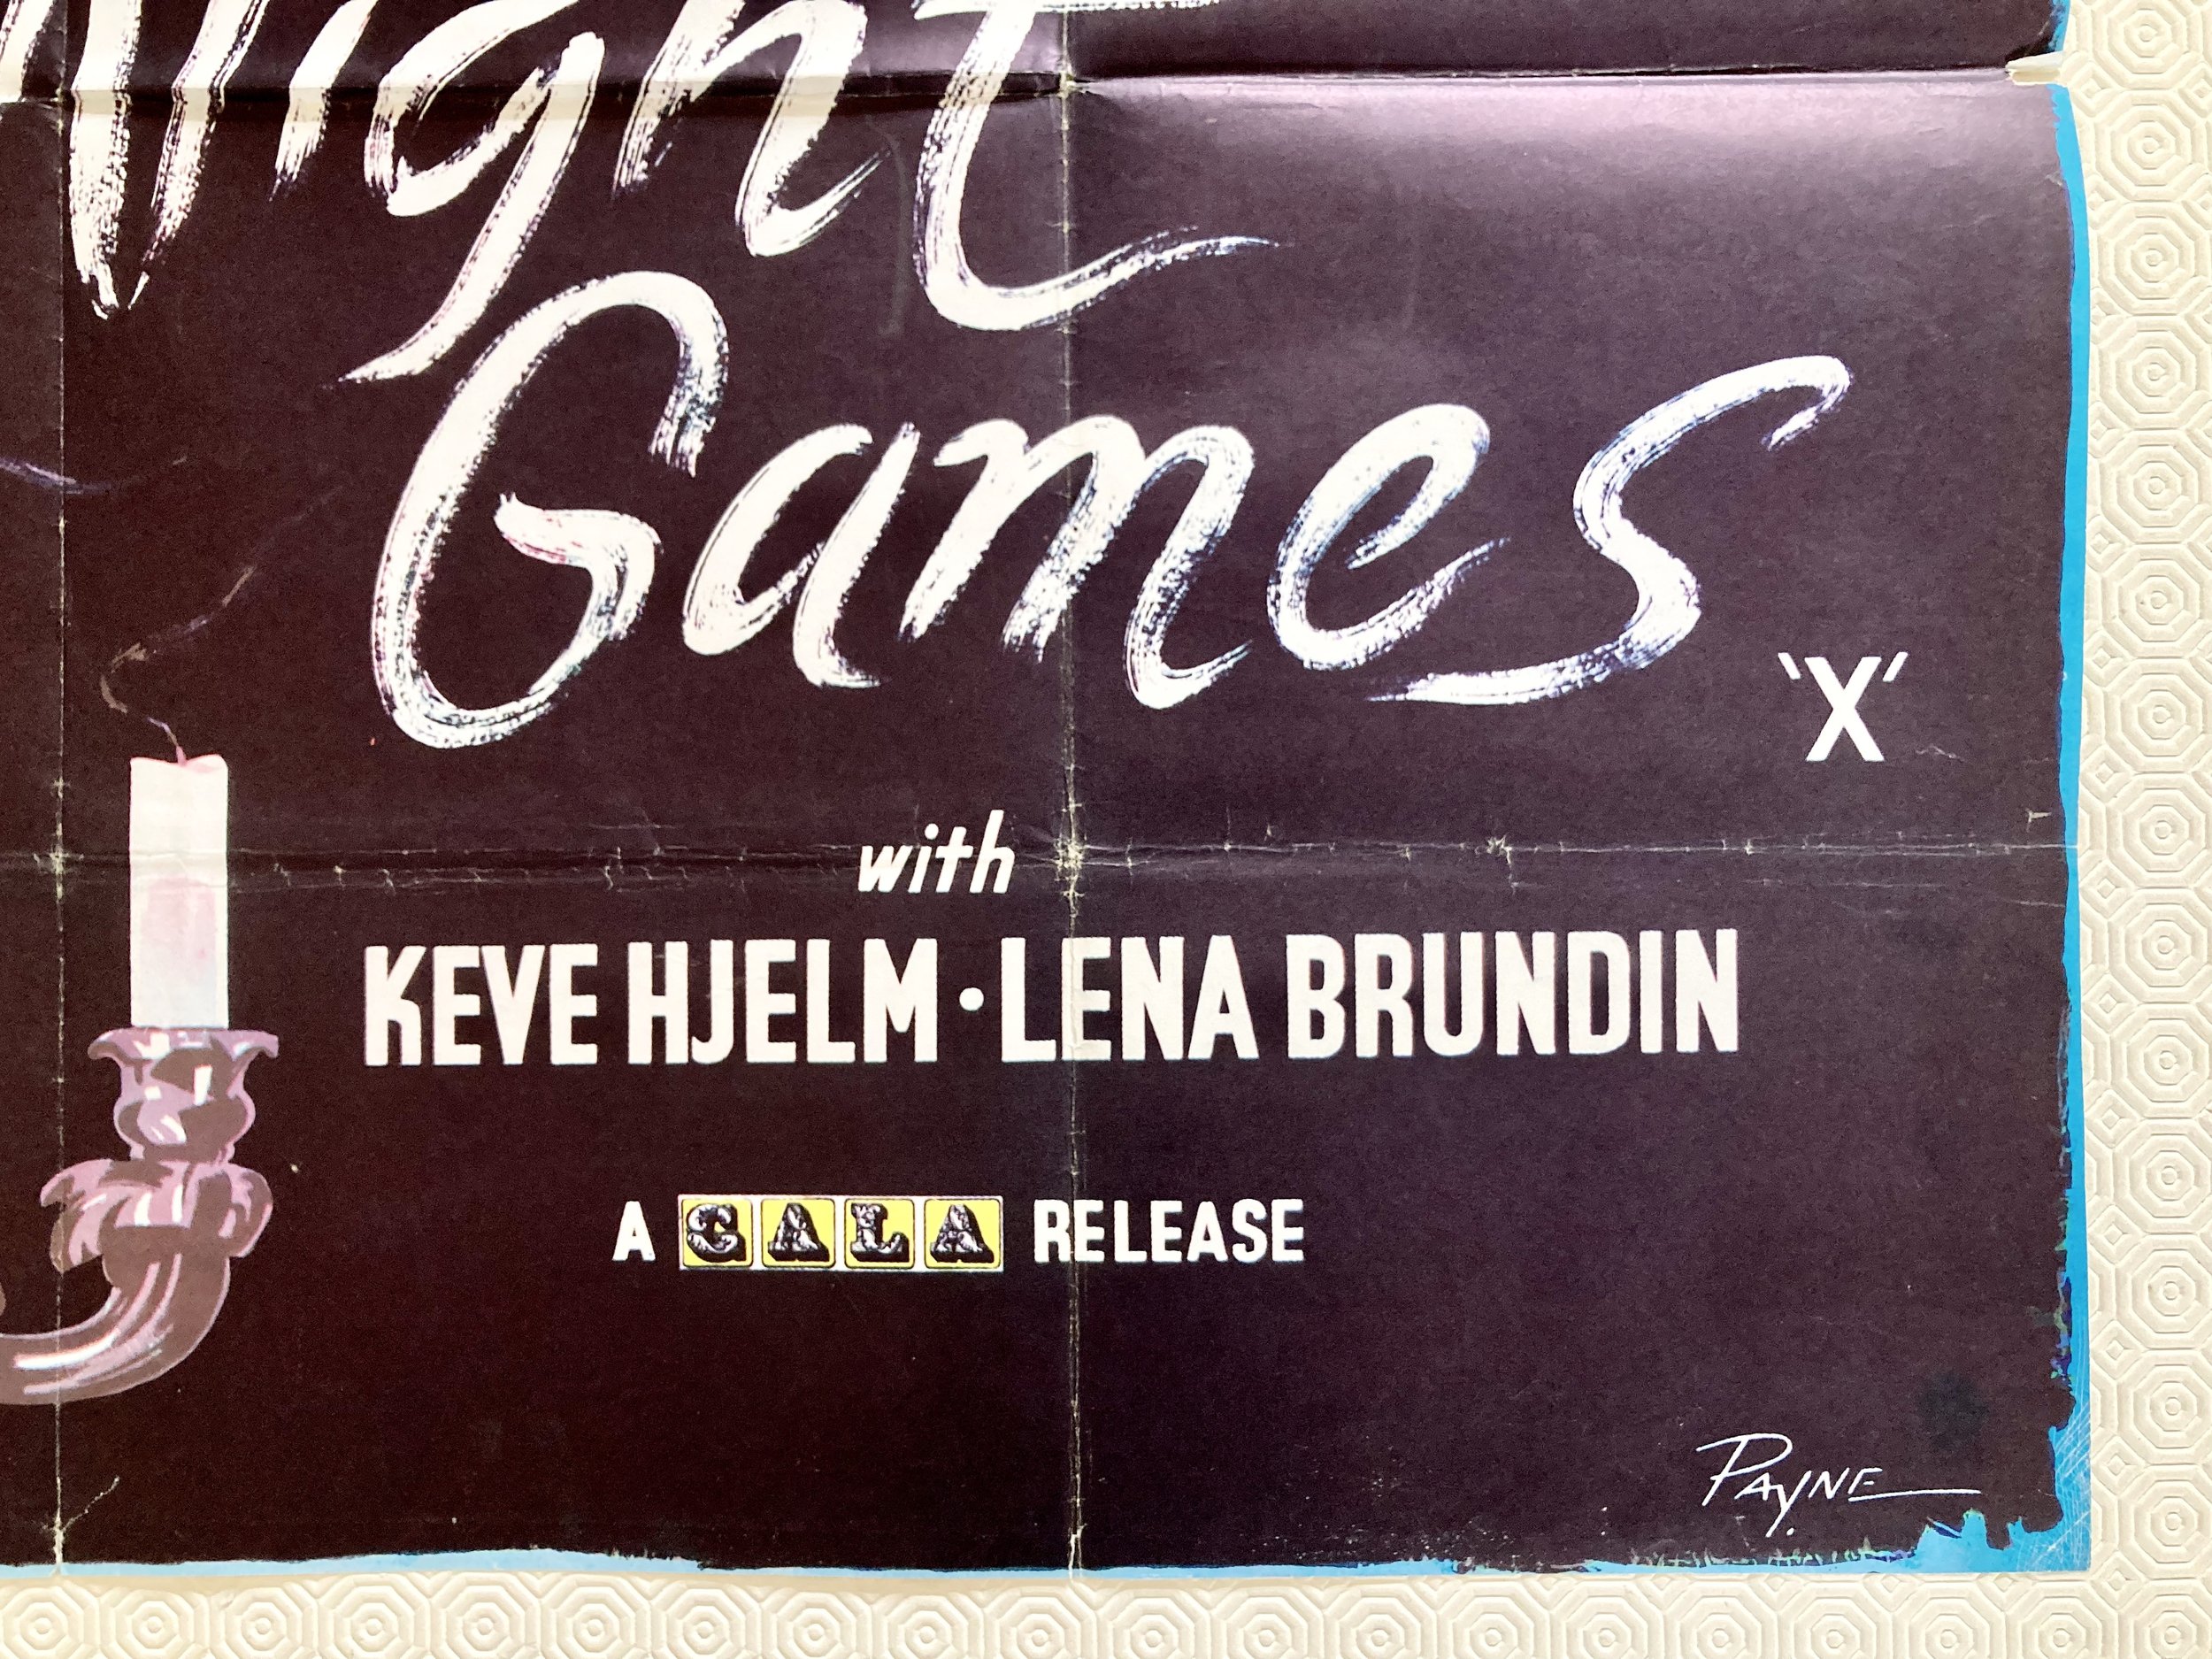 Night
Games
'X'
with
KEVE HJELM • LENA BRUNDIN
A GALA RELEASE
PAYNE